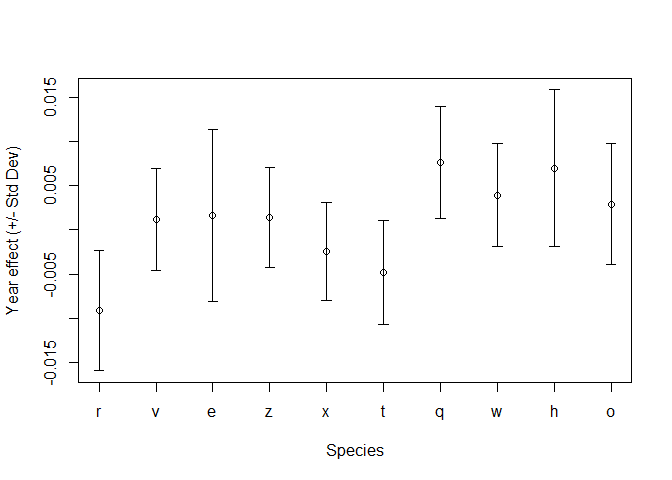 Year effect (+/- Std Dev)
0.015
0.005
-0.005
-0.015
r v e z x t q w h o
Species